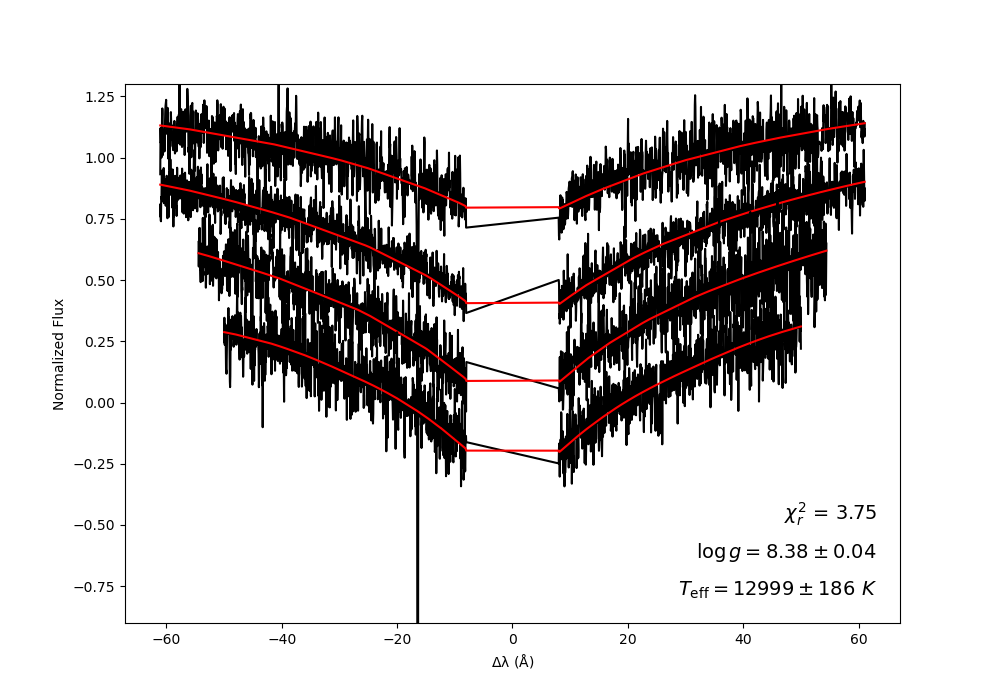 1.25
1.00
0.75
0.50
0.25
0.00
−0.25
−0.50
−0.75
Normalized Flux
χ²ᵣ = 3.75
log g = 8.38 ± 0.04
T_eff = 12999 ± 186 K
−60 −40 −20 0 20 40 60
Δλ (Å)